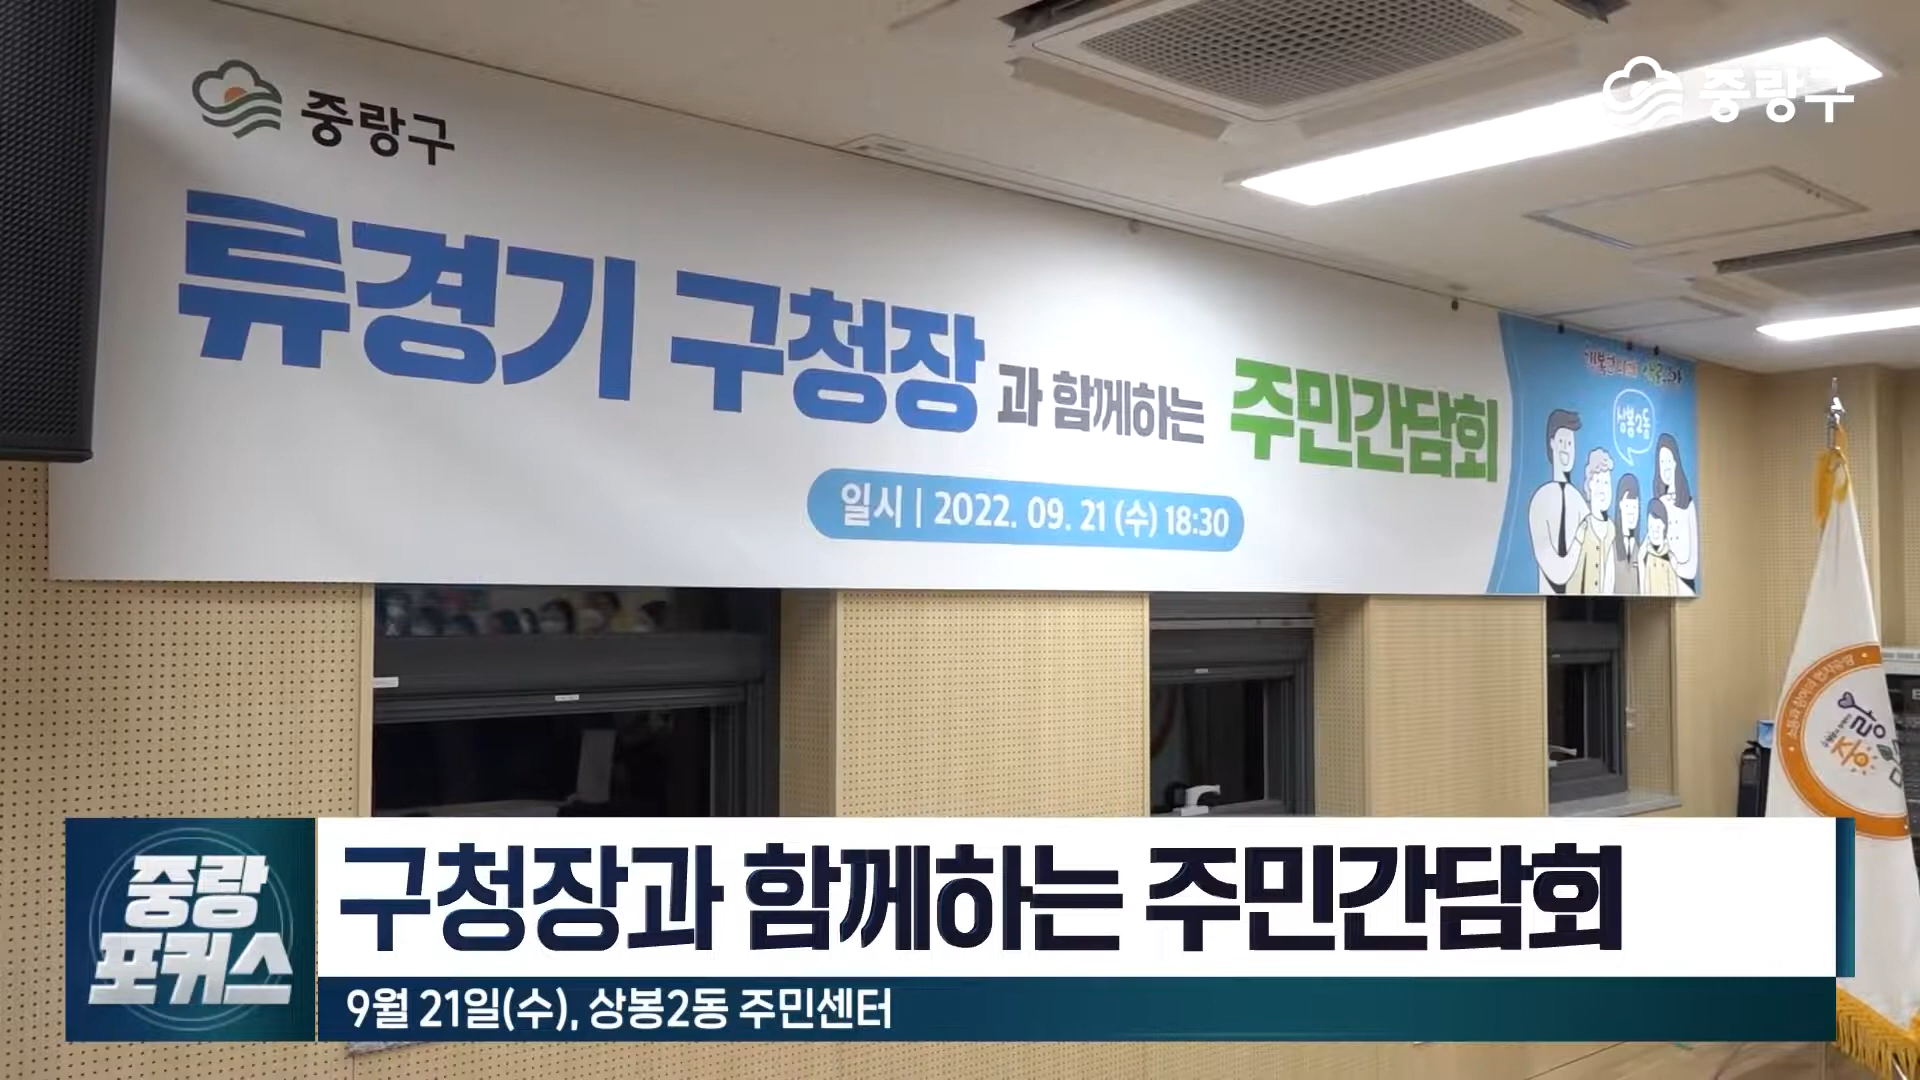 중랑구
중랑구
류경기 구청장과 함께하는 주민간담회
일시 | 2022. 09. 21 (수) 18:30
상봉2동
중랑
포커스
구청장과 함께하는 주민간담회
9월 21일(수), 상봉2동 주민센터